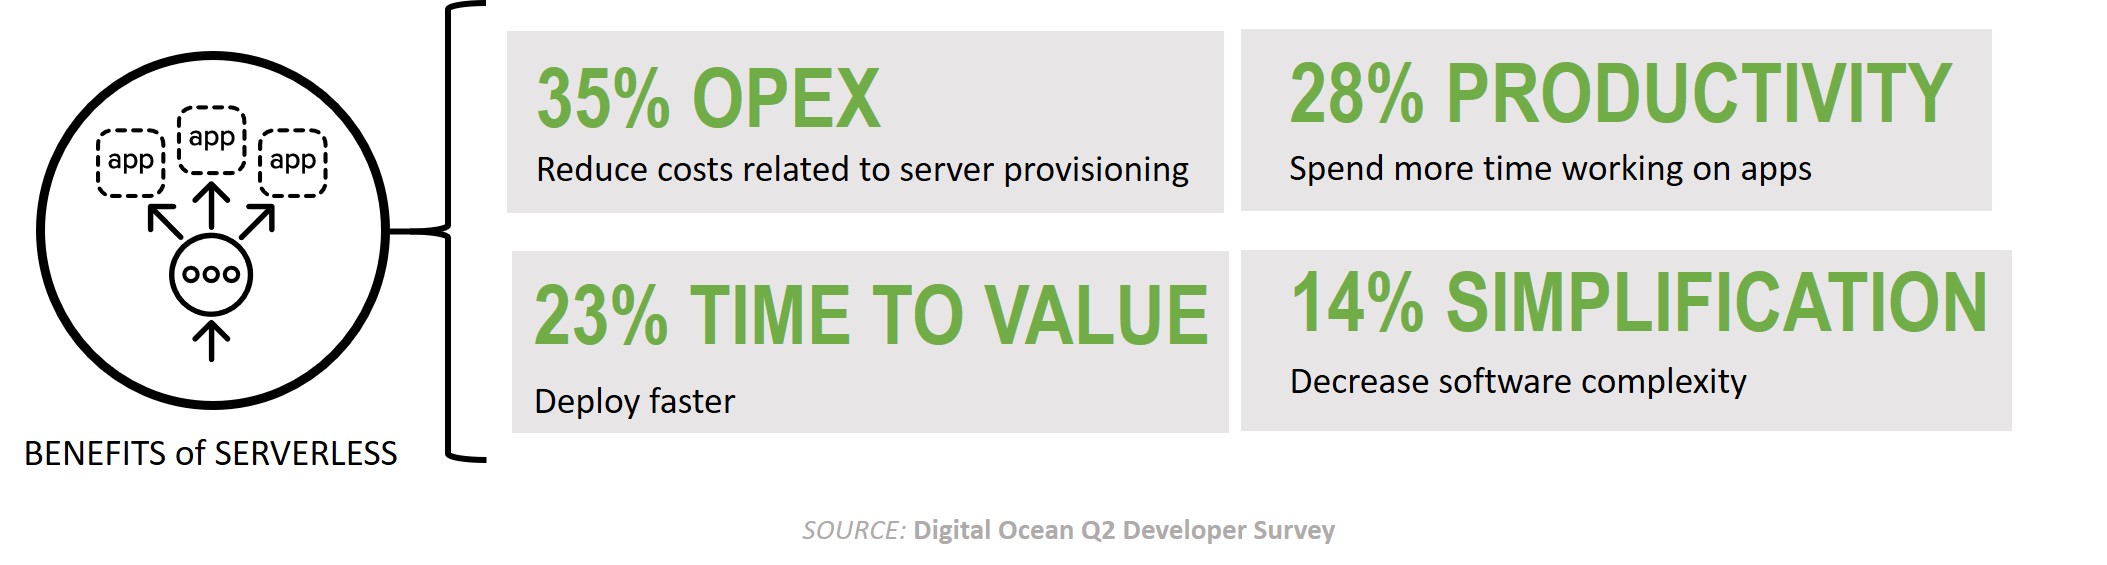 app
app
app
BENEFITS of SERVERLESS
35% OPEX
Reduce costs related to server provisioning
28% PRODUCTIVITY
Spend more time working on apps
23% TIME TO VALUE
Deploy faster
14% SIMPLIFICATION
Decrease software complexity
SOURCE: Digital Ocean Q2 Developer Survey